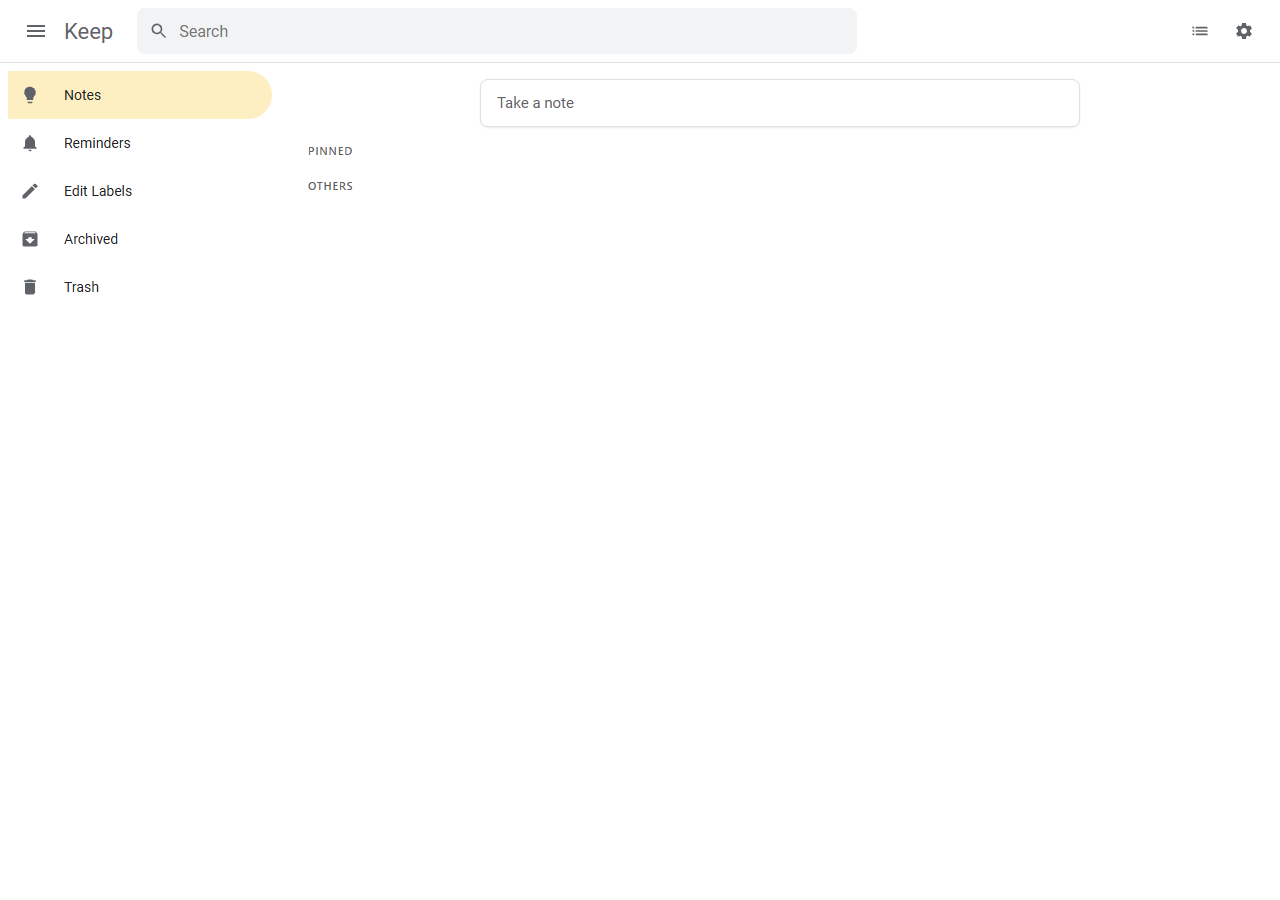 Keep
Search
Notes
Reminders
Edit Labels
Archived
Trash
Take a note
PINNED
OTHERS